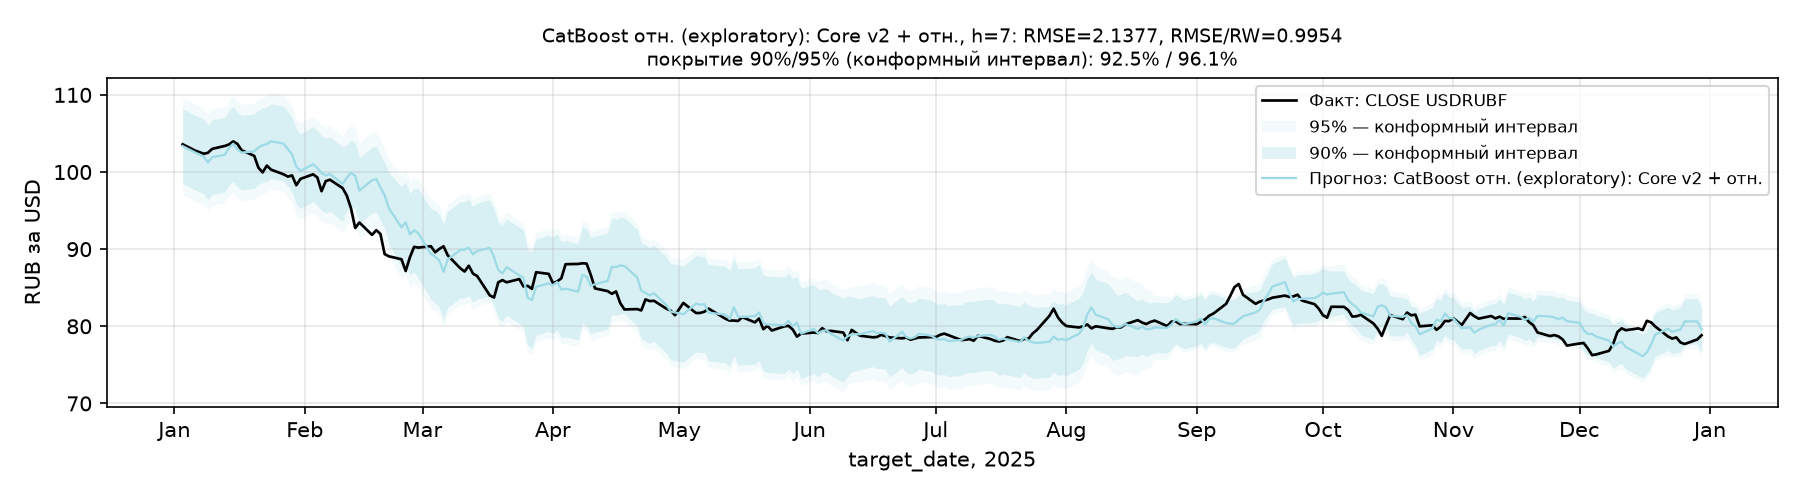 CatBoost отн. (exploratory): Core v2 + отн., h=7: RMSE=2.1377, RMSE/RW=0.9954
покрытие 90%/95% (конформный интервал): 92.5% / 96.1%
110
100
90
80
70
RUB за USD
Факт: CLOSE USDRUBF
95% — конформный интервал
90% — конформный интервал
Прогноз: CatBoost отн. (exploratory): Core v2 + отн.
Jan Feb Mar Apr May Jun Jul Aug Sep Oct Nov Dec Jan
target_date, 2025